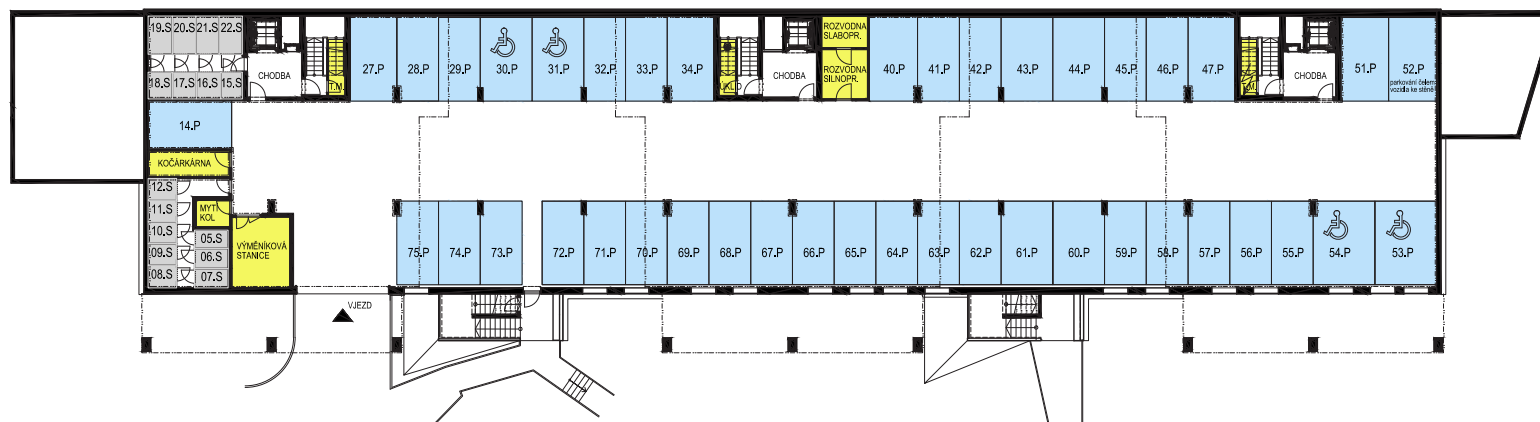 19.S 20.S 21.S 22.S
18.S 17.S 16.S 15.S
CHODBA
T.M.
27.P 28.P 29.P 30.P 31.P 32.P 33.P 34.P
ÚKLID
CHODBA
ROZVODNA
SLABOPR.
ROZVODNA
SILNOPR.
40.P 41.P 42.P 43.P 44.P 45.P 46.P 47.P
T.M.
CHODBA
51.P 52.P
parkování čelem
vozidla ke stěně
14.P
KOČÁRKÁRNA
12.S
11.S
10.S
09.S
08.S
MYTÍ
KOL
05.S
06.S
07.S
VÝMĚNÍKOVÁ
STANICE
75.P 74.P 73.P 72.P 71.P 70.P 69.P 68.P 67.P 66.P 65.P 64.P 63.P 62.P 61.P 60.P 59.P 58.P 57.P 56.P 55.P 54.P 53.P
VJEZD